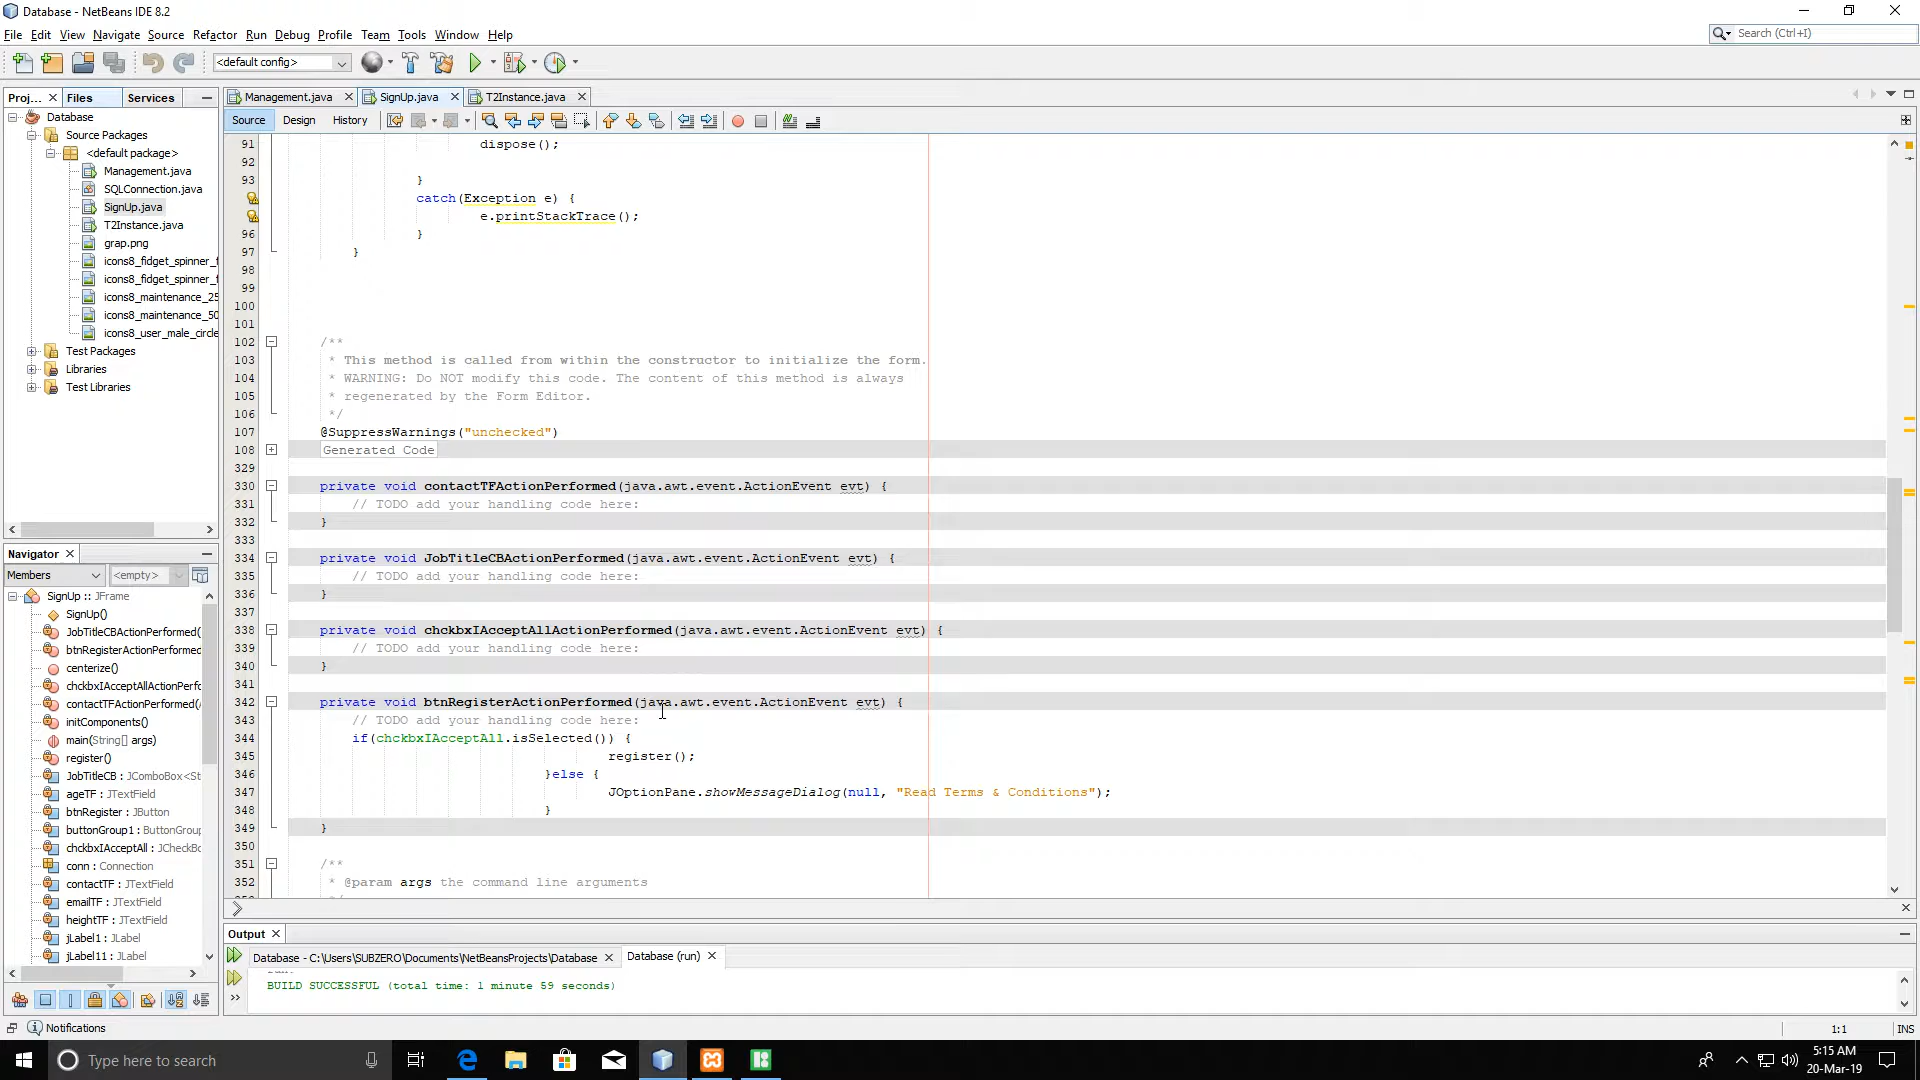 Database - NetBeans IDE 8.2
File Edit View Navigate Source Refactor Run Debug Profile Team Tools Window Help
Search (Ctrl+I)
<default config>
Proj... Files Services
Management.java SignUp.java T2Instance.java
Source Design History
Database
Source Packages
<default package>
Management.java
SQLConnection.java
SignUp.java
T2Instance.java
grap.png
icons8_fidget_spinner_f
icons8_fidget_spinner_f
icons8_maintenance_25
icons8_maintenance_50
icons8_user_male_circle
Test Packages
Libraries
Test Libraries
Navigator
Members <empty>
SignUp :: JFrame
SignUp()
JobTitleCBActionPerformed(
btnRegisterActionPerformed
centerize()
chckbxIAcceptAllActionPerfo
contactTFActionPerformed(
initComponents()
main(String[] args)
register()
JobTitleCB : JComboBox<St
ageTF : JTextField
btnRegister : JButton
buttonGroup1 : ButtonGroup
chckbxIAcceptAll : JCheckBo
conn : Connection
contactTF : JTextField
emailTF : JTextField
heightTF : JTextField
jLabel1 : JLabel
jLabel11 : JLabel
91 dispose();
92
93 }
94 catch(Exception e) {
95 e.printStackTrace();
96 }
97 }
98
99
100
101
102 /**
103 * This method is called from within the constructor to initialize the form.
104 * WARNING: Do NOT modify this code. The content of this method is always
105 * regenerated by the Form Editor.
106 */
107 @SuppressWarnings("unchecked")
108 Generated Code
329
330 private void contactTFActionPerformed(java.awt.event.ActionEvent evt) {
331 // TODO add your handling code here:
332 }
333
334 private void JobTitleCBActionPerformed(java.awt.event.ActionEvent evt) {
335 // TODO add your handling code here:
336 }
337
338 private void chckbxIAcceptAllActionPerformed(java.awt.event.ActionEvent evt) {
339 // TODO add your handling code here:
340 }
341
342 private void btnRegisterActionPerformed(java.awt.event.ActionEvent evt) {
343 // TODO add your handling code here:
344 if(chckbxIAcceptAll.isSelected()) {
345 register();
346 }else {
347 JOptionPane.showMessageDialog(null, "Read Terms & Conditions");
348 }
349 }
350
351 /**
352 * @param args the command line arguments
Output
Database - C:\Users\SUBZERO\Documents\NetBeansProjects\Database Database (run)
BUILD SUCCESSFUL (total time: 1 minute 59 seconds)
Notifications
1:1 INS
Type here to search
5:15 AM
20-Mar-19